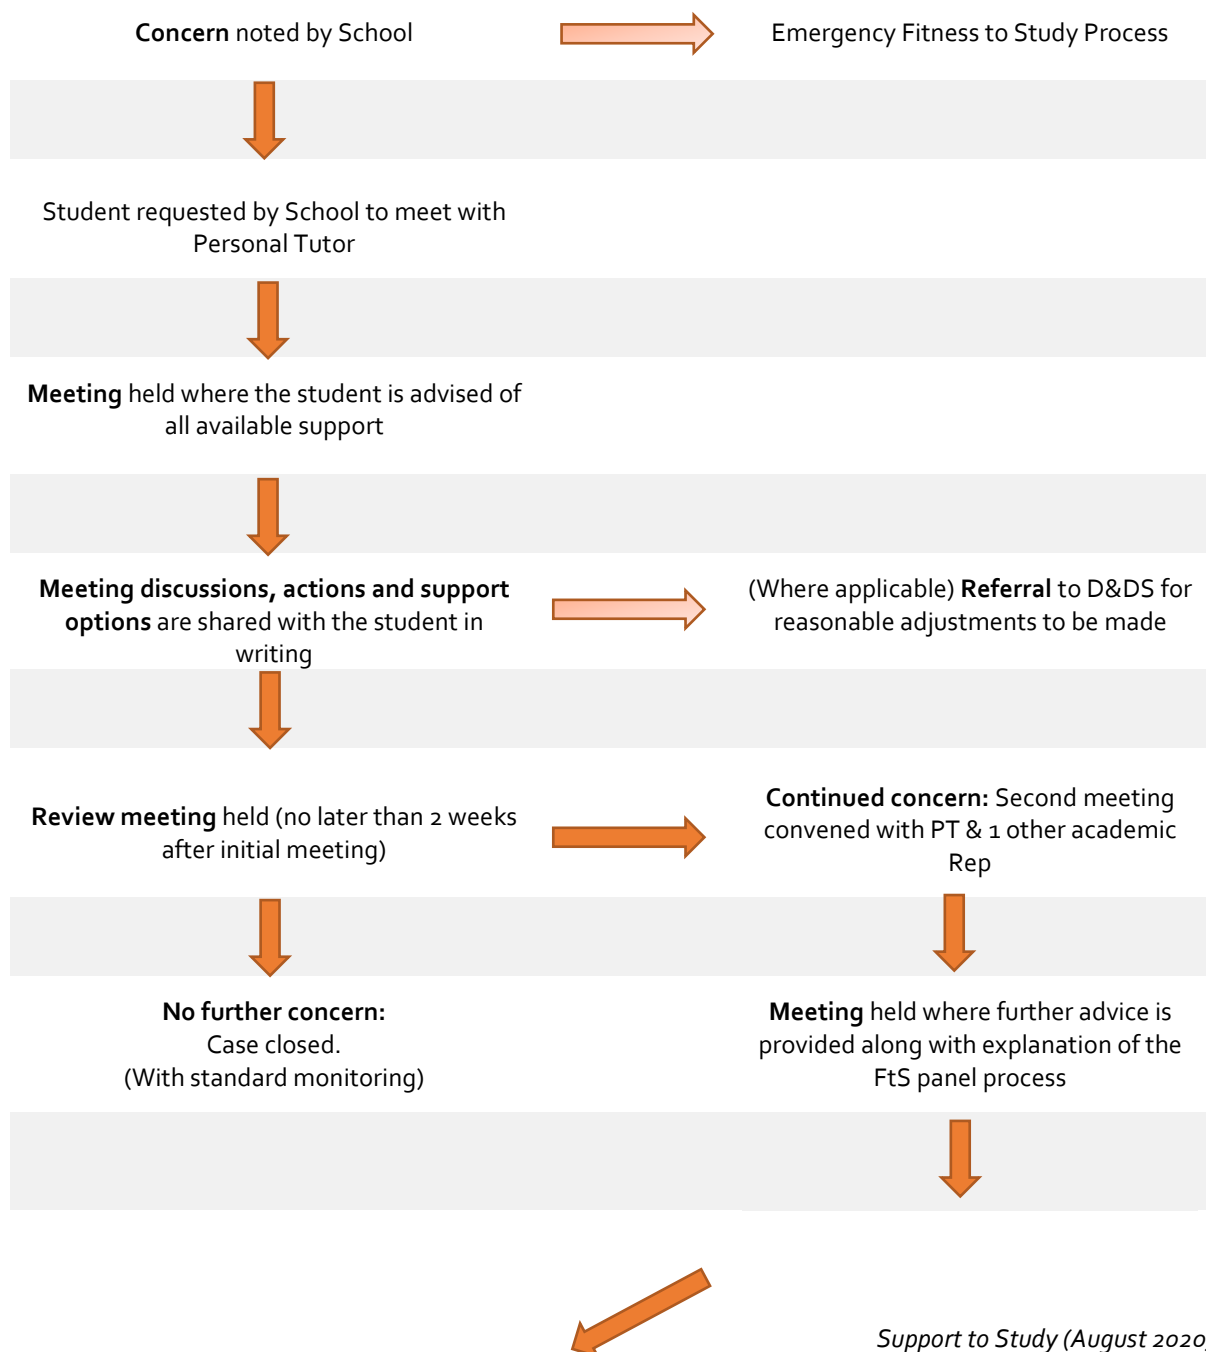 Concern noted by School
Emergency Fitness to Study Process
Student requested by School to meet with
Personal Tutor
Meeting held where the student is advised of
all available support
Meeting discussions, actions and support
options are shared with the student in
writing
(Where applicable) Referral to D&DS for
reasonable adjustments to be made
Review meeting held (no later than 2 weeks
after initial meeting)
Continued concern: Second meeting
convened with PT & 1 other academic
Rep
No further concern:
Case closed.
(With standard monitoring)
Meeting held where further advice is
provided along with explanation of the
FtS panel process
Support to Study (August 2020)